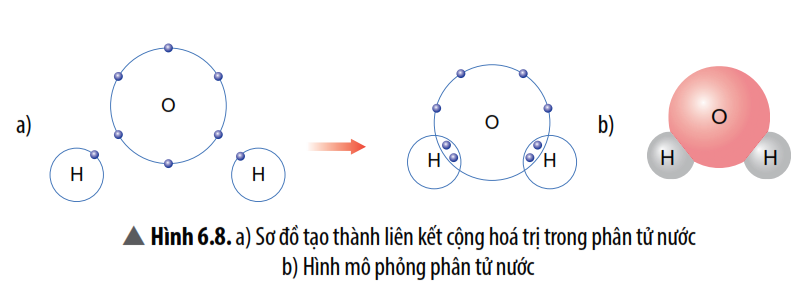 a)
O
H
H
O
H
H
b)
O
H
H
▲ Hình 6.8. a) Sơ đồ tạo thành liên kết cộng hoá trị trong phân tử nước
b) Hình mô phỏng phân tử nước